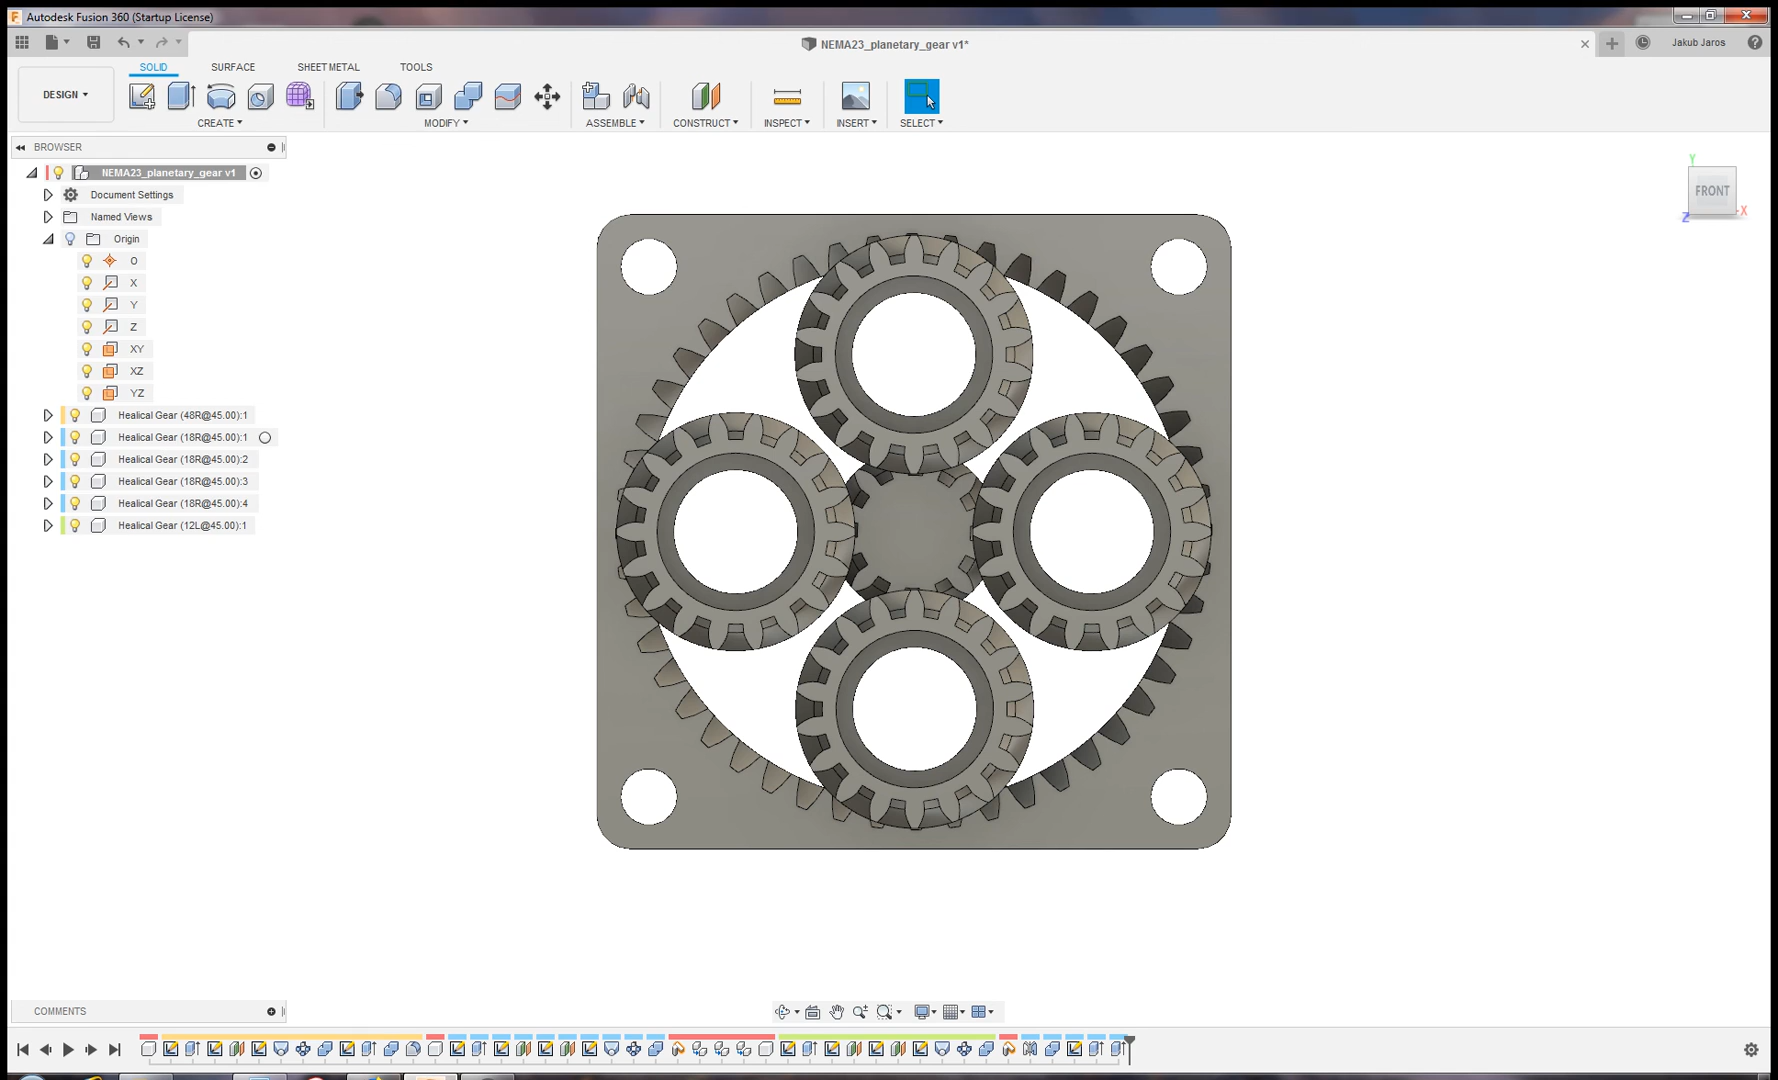 Autodesk Fusion 360 (Startup License)
NEMA23_planetary_gear v1*
Jakub Jaros
SOLID SURFACE SHEET METAL TOOLS
DESIGN
CREATE MODIFY ASSEMBLE CONSTRUCT INSPECT INSERT SELECT
BROWSER
NEMA23_planetary_gear v1
Document Settings
Named Views
Origin
O
X
Y
Z
XY
XZ
YZ
Healical Gear (48R@45.00):1
Healical Gear (18R@45.00):1
Healical Gear (18R@45.00):2
Healical Gear (18R@45.00):3
Healical Gear (18R@45.00):4
Healical Gear (12L@45.00):1
Y
FRONT
Z
X
COMMENTS